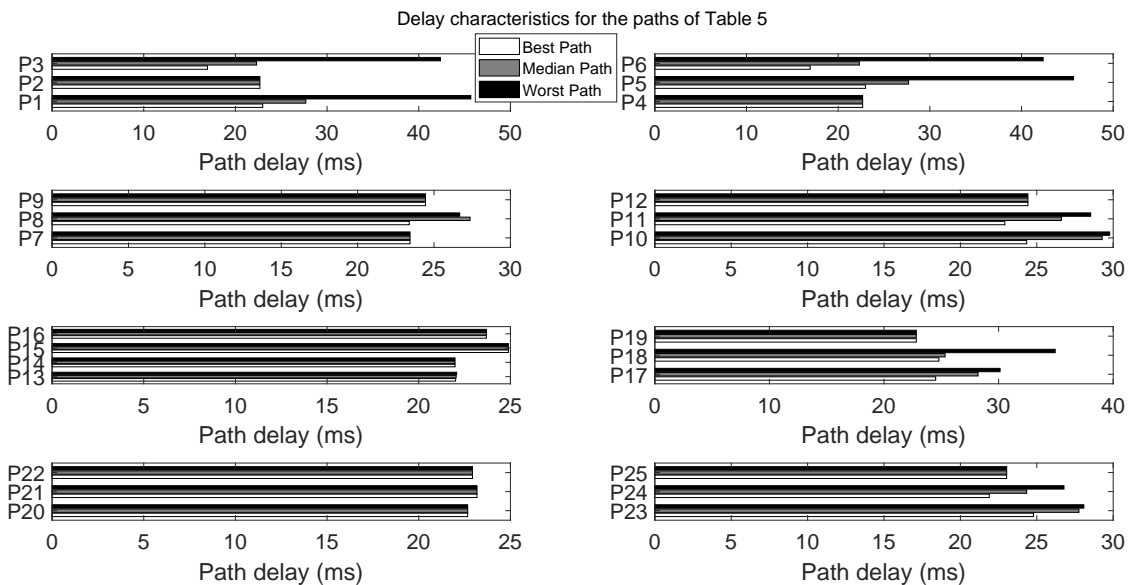 Delay characteristics for the paths of Table 5
Best Path
Median Path
Worst Path
P3
P2
P1
0 10 20 30 40 50
Path delay (ms)
P6
P5
P4
0 10 20 30 40 50
Path delay (ms)
P9
P8
P7
0 5 10 15 20 25 30
Path delay (ms)
P12
P11
P10
0 5 10 15 20 25 30
Path delay (ms)
P16
P15
P14
P13
0 5 10 15 20 25
Path delay (ms)
P19
P18
P17
0 10 20 30 40
Path delay (ms)
P22
P21
P20
0 5 10 15 20 25
Path delay (ms)
P25
P24
P23
0 5 10 15 20 25 30
Path delay (ms)